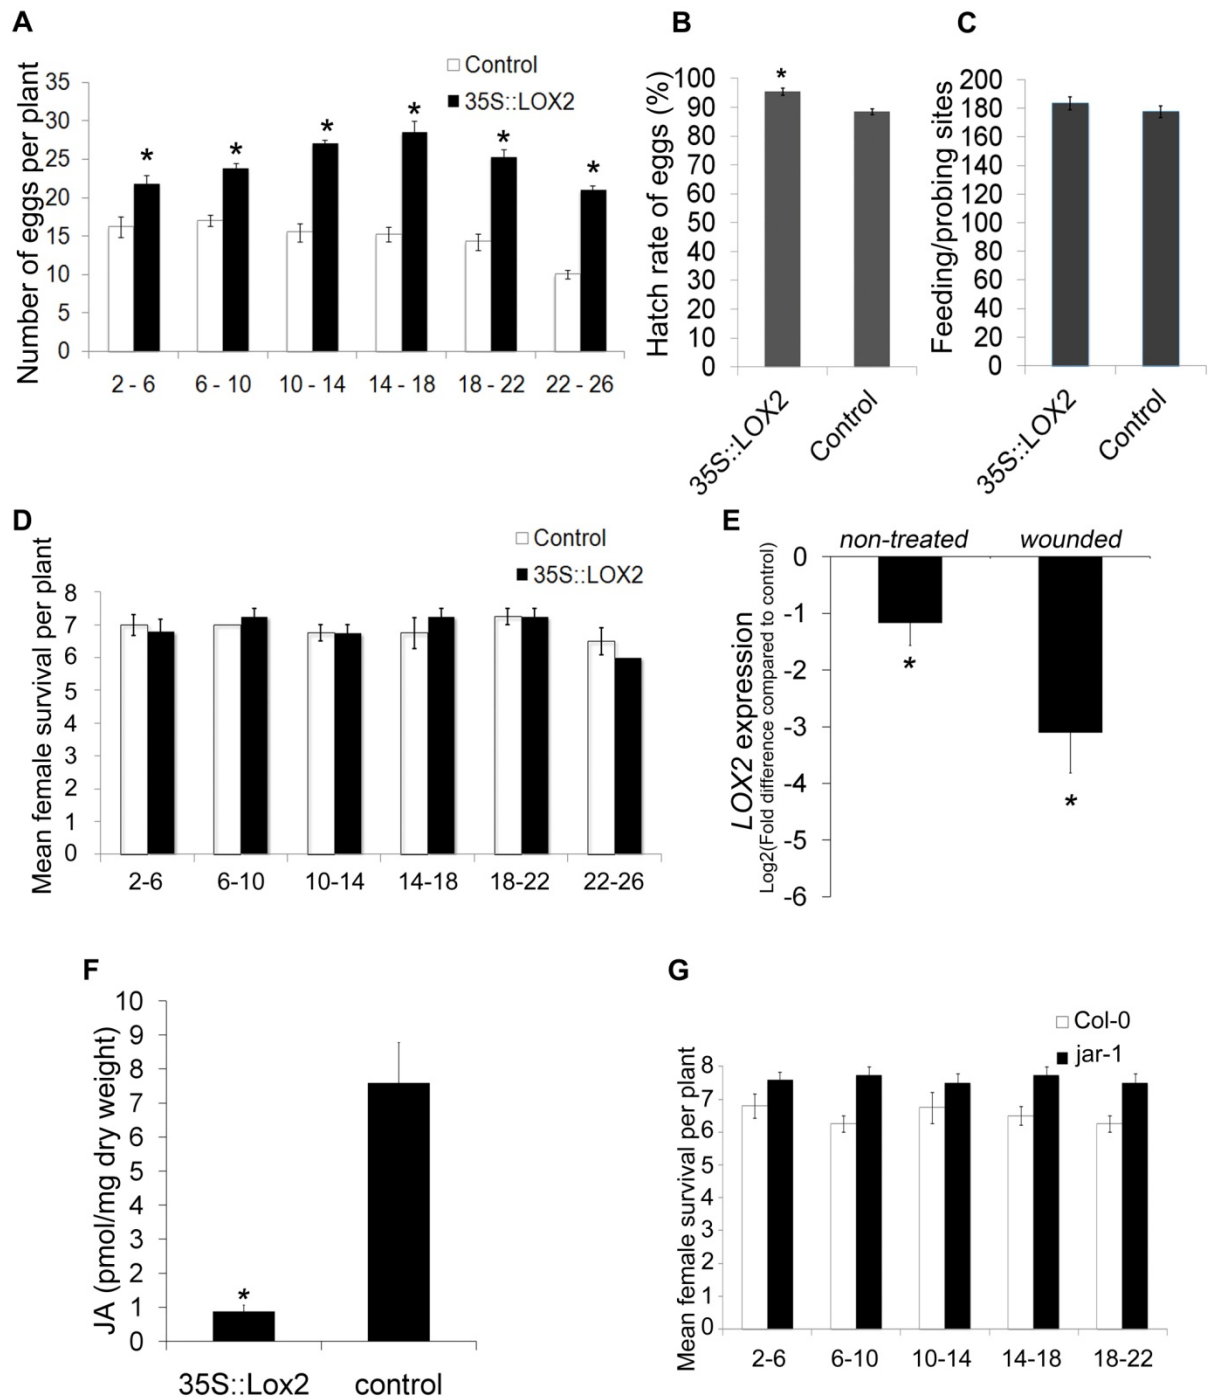 A
Number of eggs per plant
Control
35S::LOX2
35
30
25
20
15
10
5
0
* * * * * *
2 - 6 6 - 10 10 - 14 14 - 18 18 - 22 22 - 26
B
Hatch rate of eggs (%)
100
90
80
70
60
50
40
30
20
10
0
*
35S::LOX2 Control
C
Feeding/probing sites
200
180
160
140
120
100
80
60
40
20
0
35S::LOX2 Control
D
Mean female survival per plant
Control
35S::LOX2
8
7
6
5
4
3
2
1
0
2-6 6-10 10-14 14-18 18-22 22-26
E
non-treated wounded
LOX2 expression
Log2(Fold difference compared to control)
0
-1
-2
-3
-4
-5
-6
* *
F
JA (pmol/mg dry weight)
10
9
8
7
6
5
4
3
2
1
0
*
35S::Lox2 control
G
Mean female survival per plant
Col-0
jar-1
8
7
6
5
4
3
2
1
0
2-6 6-10 10-14 14-18 18-22